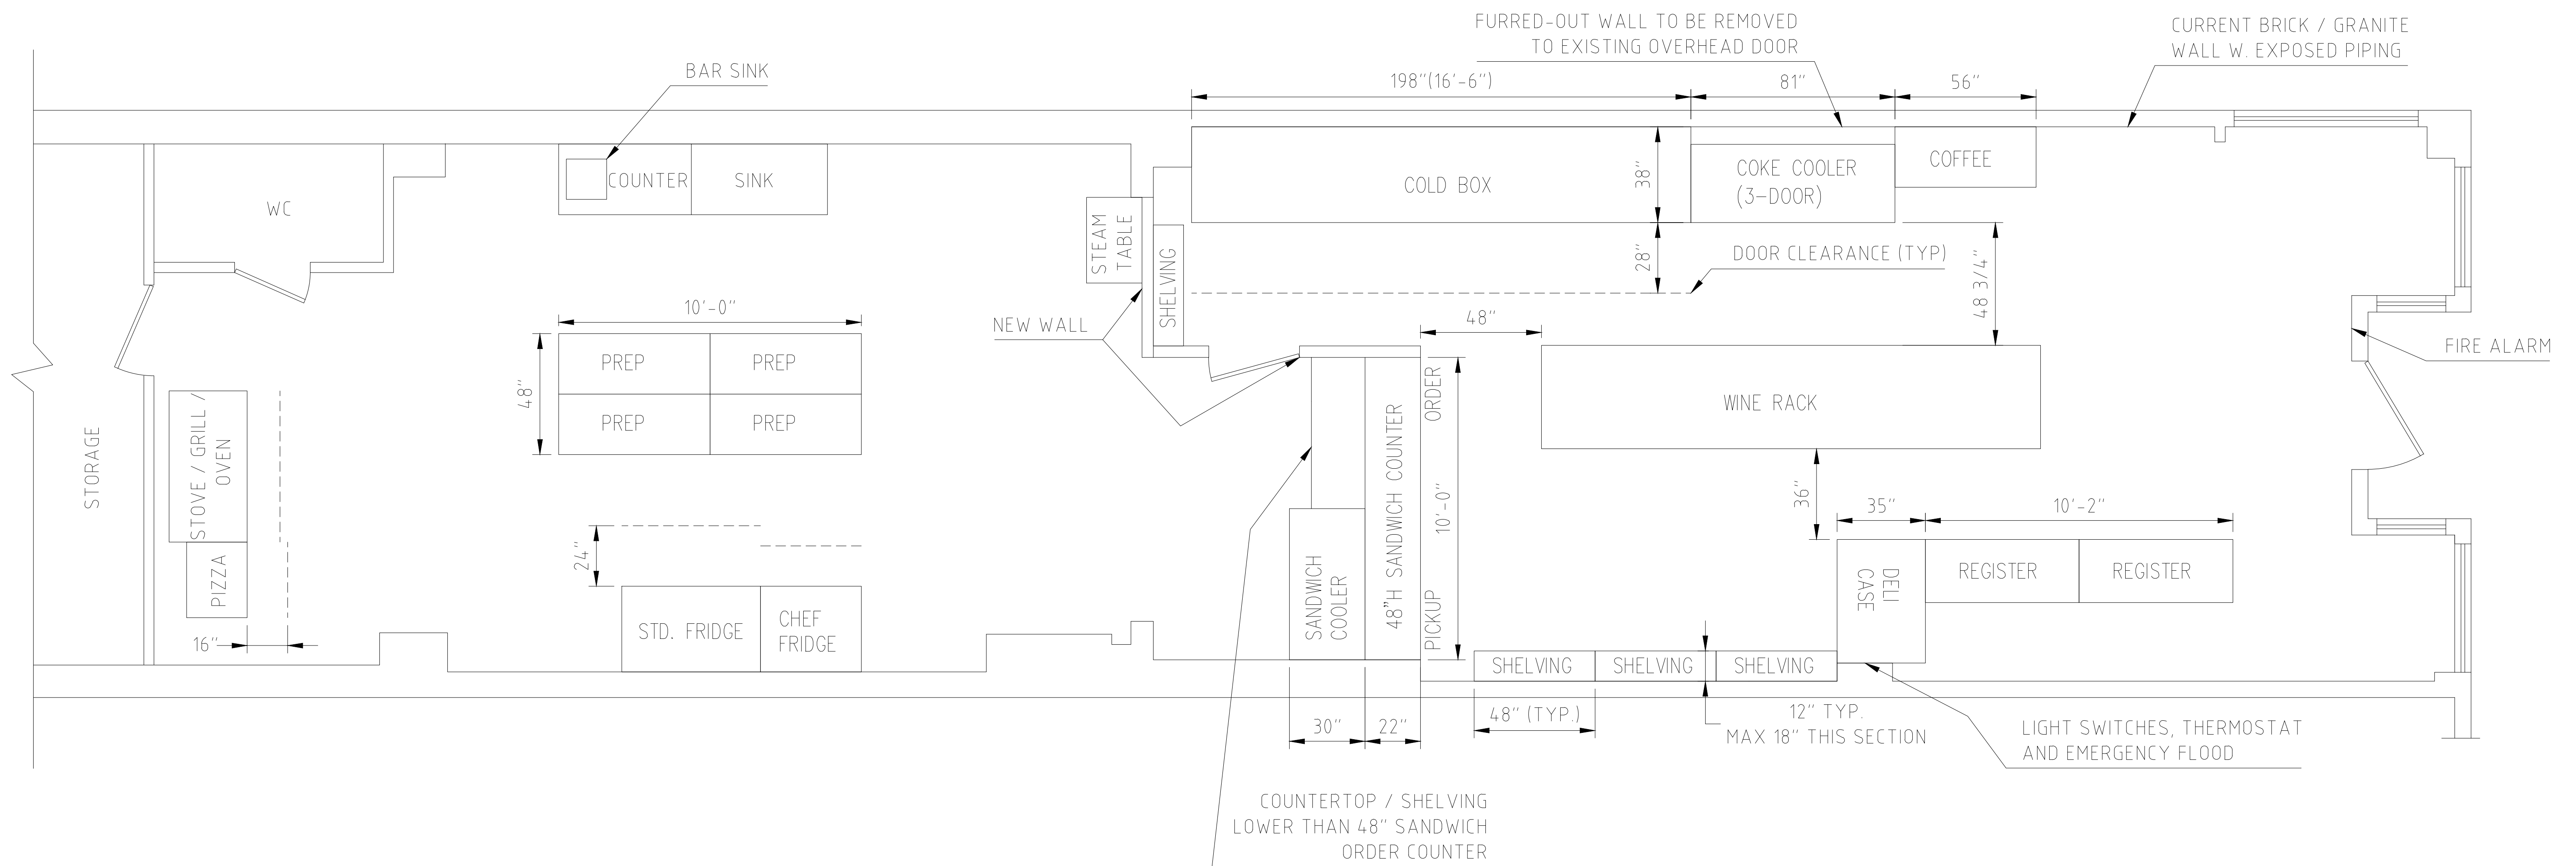 FURRED-OUT WALL TO BE REMOVED
TO EXISTING OVERHEAD DOOR
CURRENT BRICK / GRANITE
WALL W. EXPOSED PIPING
BAR SINK
198"(16'-6")
81"
56"
COUNTER
SINK
WC
COLD BOX
38"
COKE COOLER
(3-DOOR)
COFFEE
STEAM
TABLE
SHELVING
28"
DOOR CLEARANCE (TYP)
48 3/4"
10'-0"
NEW WALL
48"
FIRE ALARM
48"
PREP
PREP
PREP
PREP
ORDER
WINE RACK
STORAGE
STOVE / GRILL /
OVEN
48"H SANDWICH COUNTER
10'-0"
36"
35"
10'-2"
24"
PIZZA
SANDWICH
COOLER
PICKUP
DELI
CASE
REGISTER
REGISTER
STD. FRIDGE
CHEF
FRIDGE
16"
SHELVING
SHELVING
SHELVING
30"
22"
48" (TYP.)
12" TYP.
MAX 18" THIS SECTION
LIGHT SWITCHES, THERMOSTAT
AND EMERGENCY FLOOD
COUNTERTOP / SHELVING
LOWER THAN 48" SANDWICH
ORDER COUNTER